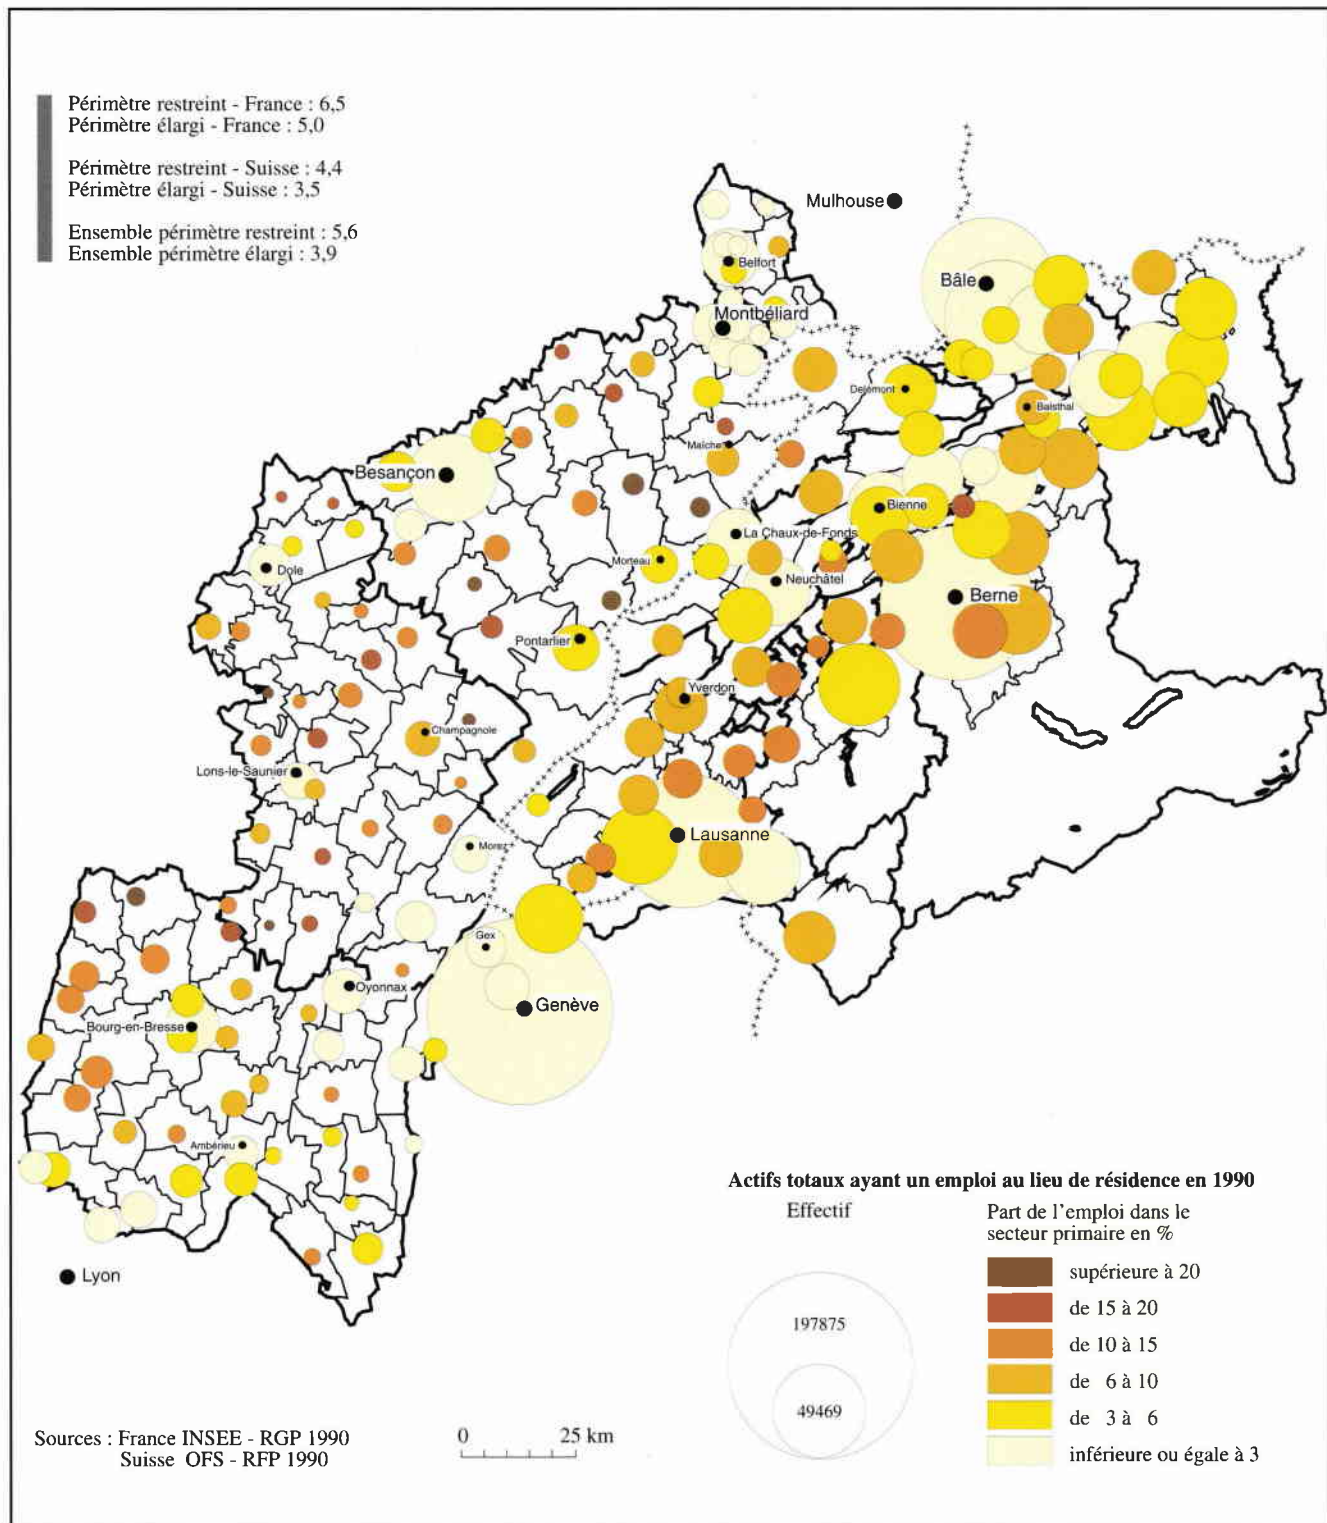 Périmètre restreint - France : 6,5
Périmètre élargi - France : 5,0
Périmètre restreint - Suisse : 4,4
Périmètre élargi - Suisse : 3,5
Ensemble périmètre restreint : 5,6
Ensemble périmètre élargi : 3,9
Mulhouse
Belfort
Bâle
Montbéliard
Delémont
Balsthal
Maîche
Besançon
Bienne
La Chaux-de-Fonds
Morteau
Dole
Neuchâtel
Berne
Pontarlier
Yverdon
Champagnole
Lons-le-Saunier
Lausanne
Morez
Gex
Oyonnax
Genève
Bourg-en-Bresse
Ambérieu
Lyon
Actifs totaux ayant un emploi au lieu de résidence en 1990
Effectif
197875
49469
Part de l'emploi dans le
secteur primaire en %
supérieure à 20
de 15 à 20
de 10 à 15
de 6 à 10
de 3 à 6
inférieure ou égale à 3
0 25 km
Sources : France INSEE - RGP 1990
Suisse OFS - RFP 1990